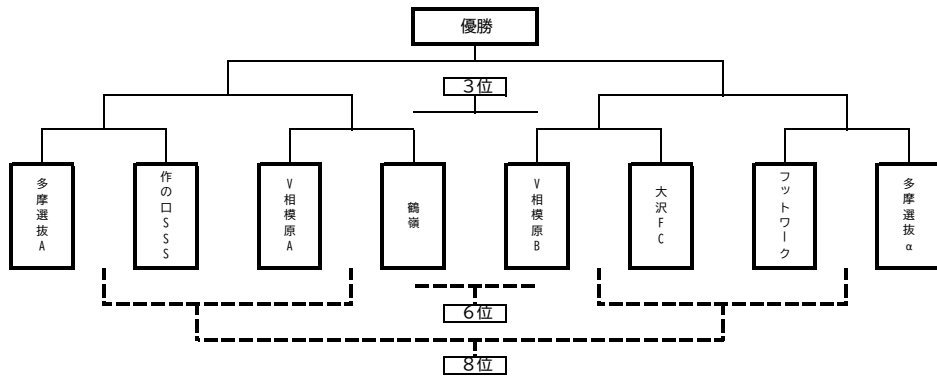 優勝
3位
多摩選抜A
作の口SSS
V相模原A
鶴嶺
V相模原B
大沢FC
フットワーク
多摩選抜α
6位
8位